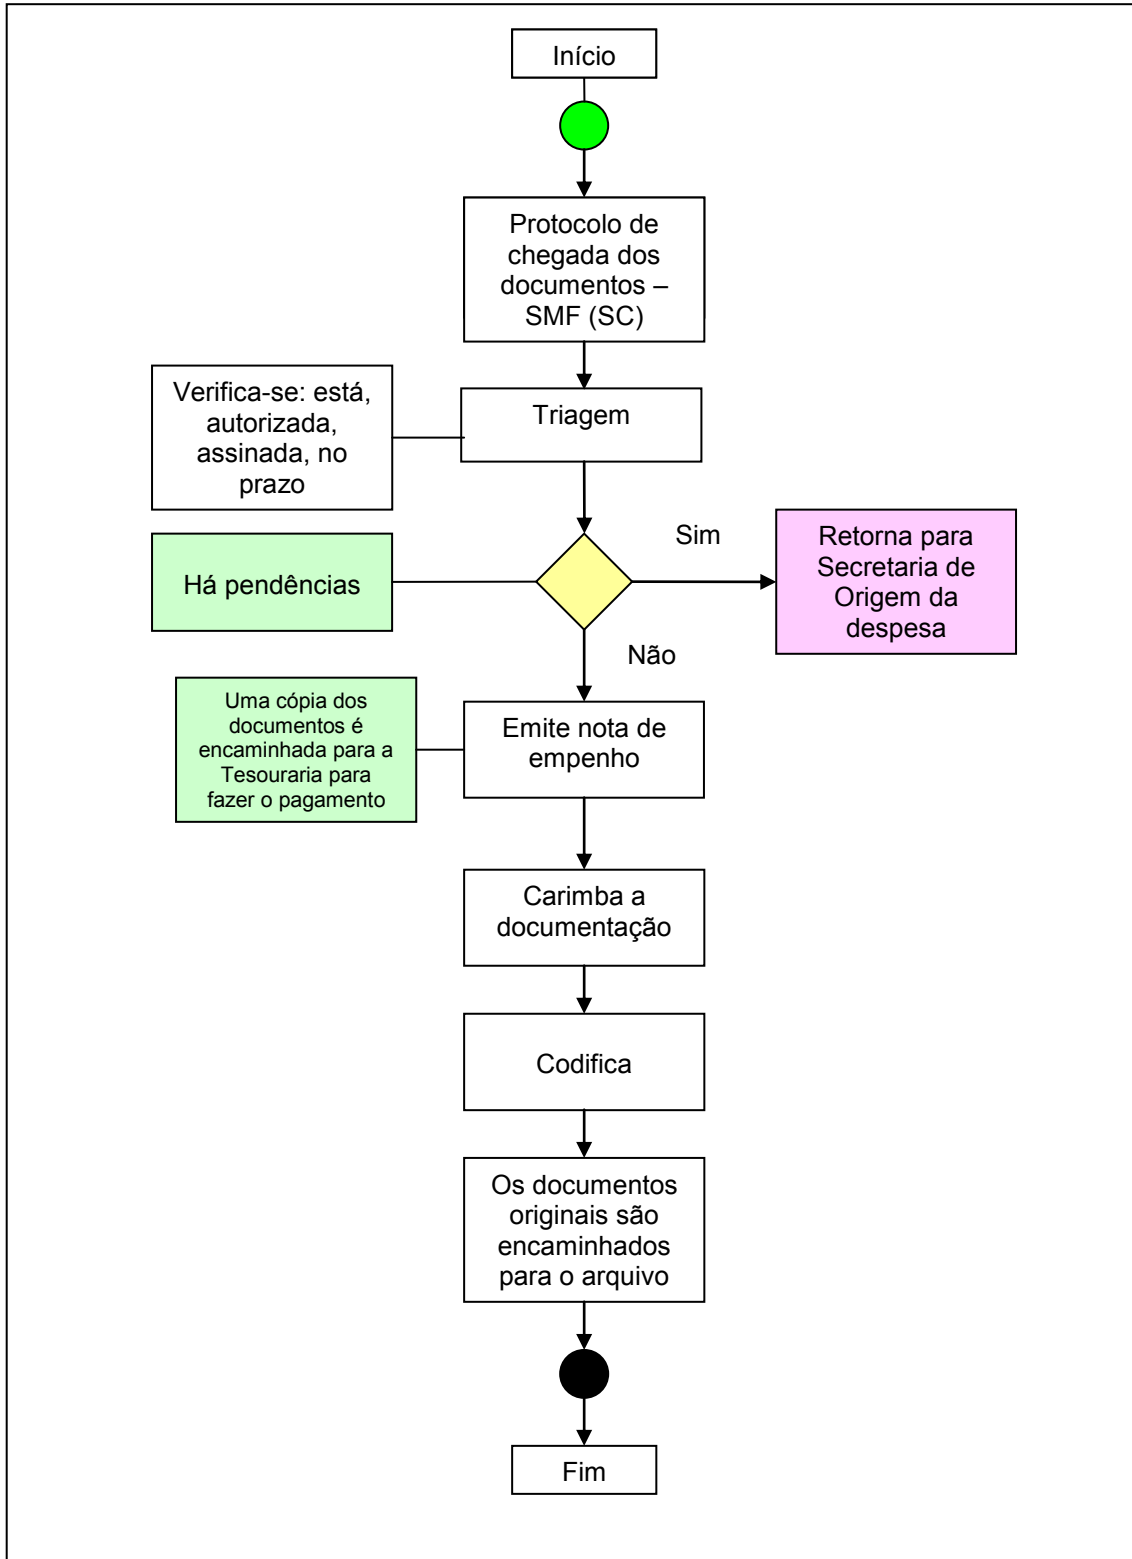 Início
Protocolo de
chegada dos
documentos –
SMF (SC)
Verifica-se: está,
autorizada,
assinada, no
prazo
Triagem
Há pendências
Sim
Retorna para
Secretaria de
Origem da
despesa
Não
Uma cópia dos
documentos é
encaminhada para a
Tesouraria para
fazer o pagamento
Emite nota de
empenho
Carimba a
documentação
Codifica
Os documentos
originais são
encaminhados
para o arquivo
Fim